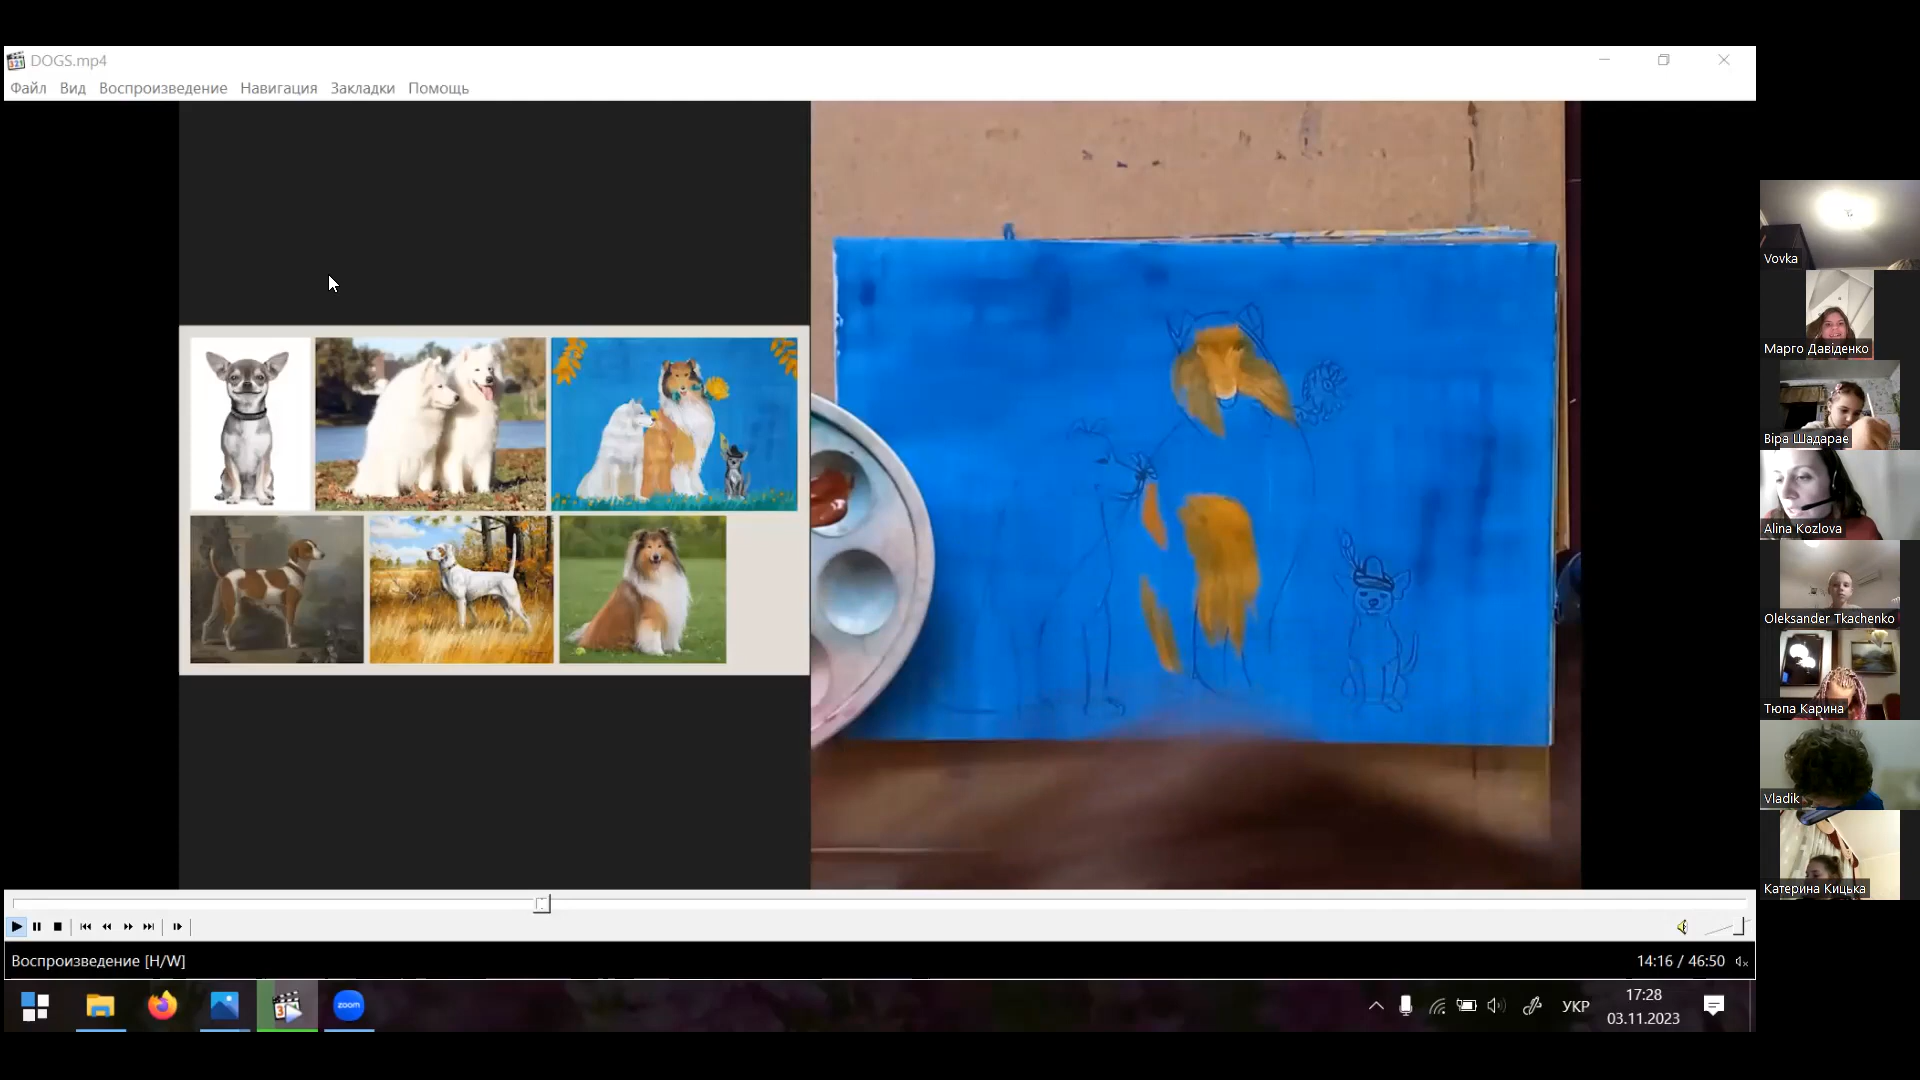 DOGS.mp4
Файл Вид Воспроизведение Навигация Закладки Помощь
Vovka
Марго Давіденко
Віра Шадарае
Alina Kozlova
Oleksander Tkachenko
Тюпа Карина
Vladik
Катерина Кицька
Воспроизведение [H/W]
14:16 / 46:50
zoom
УКР
17:28
03.11.2023